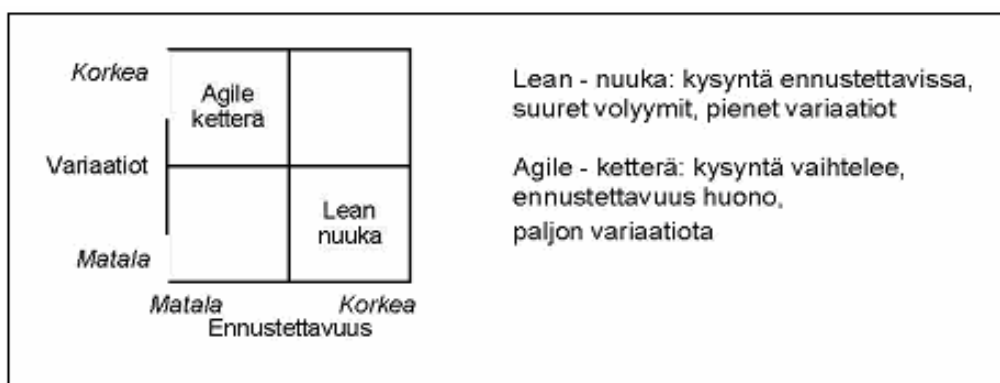 Korkea
Agile
ketterä
Variaatiot
Lean
nuuka
Matala
Matala Korkea
Ennustettavuus
Lean - nuuka: kysyntä ennustettavissa,
suuret volyymit, pienet variaatiot
Agile - ketterä: kysyntä vaihtelee,
ennustettavuus huono,
paljon variaatiota